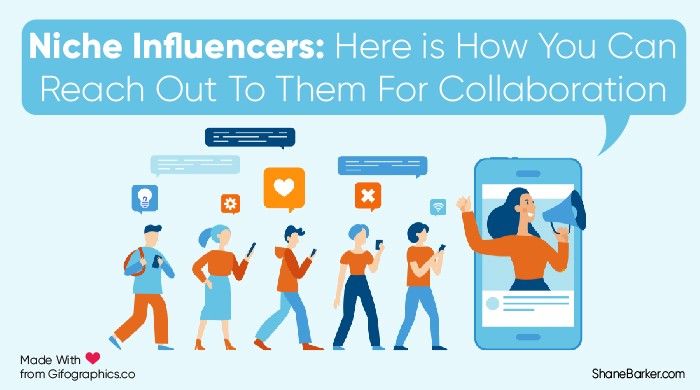 Niche Influencers: Here is How You Can
Reach Out To Them For Collaboration
Made With
from Gifographics.co
ShaneBarker.com